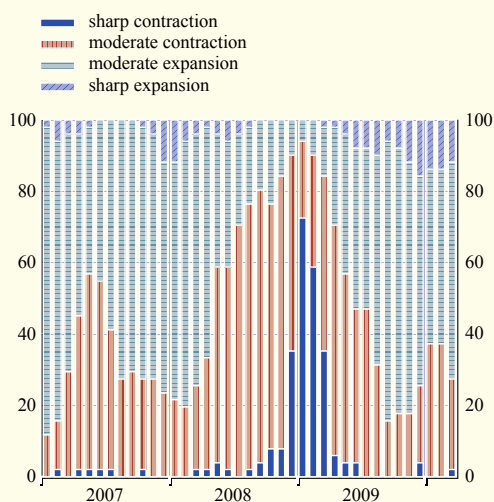 sharp contraction
moderate contraction
moderate expansion
sharp expansion
100 100
80 80
60 60
40 40
20 20
0 0
2007 2008 2009